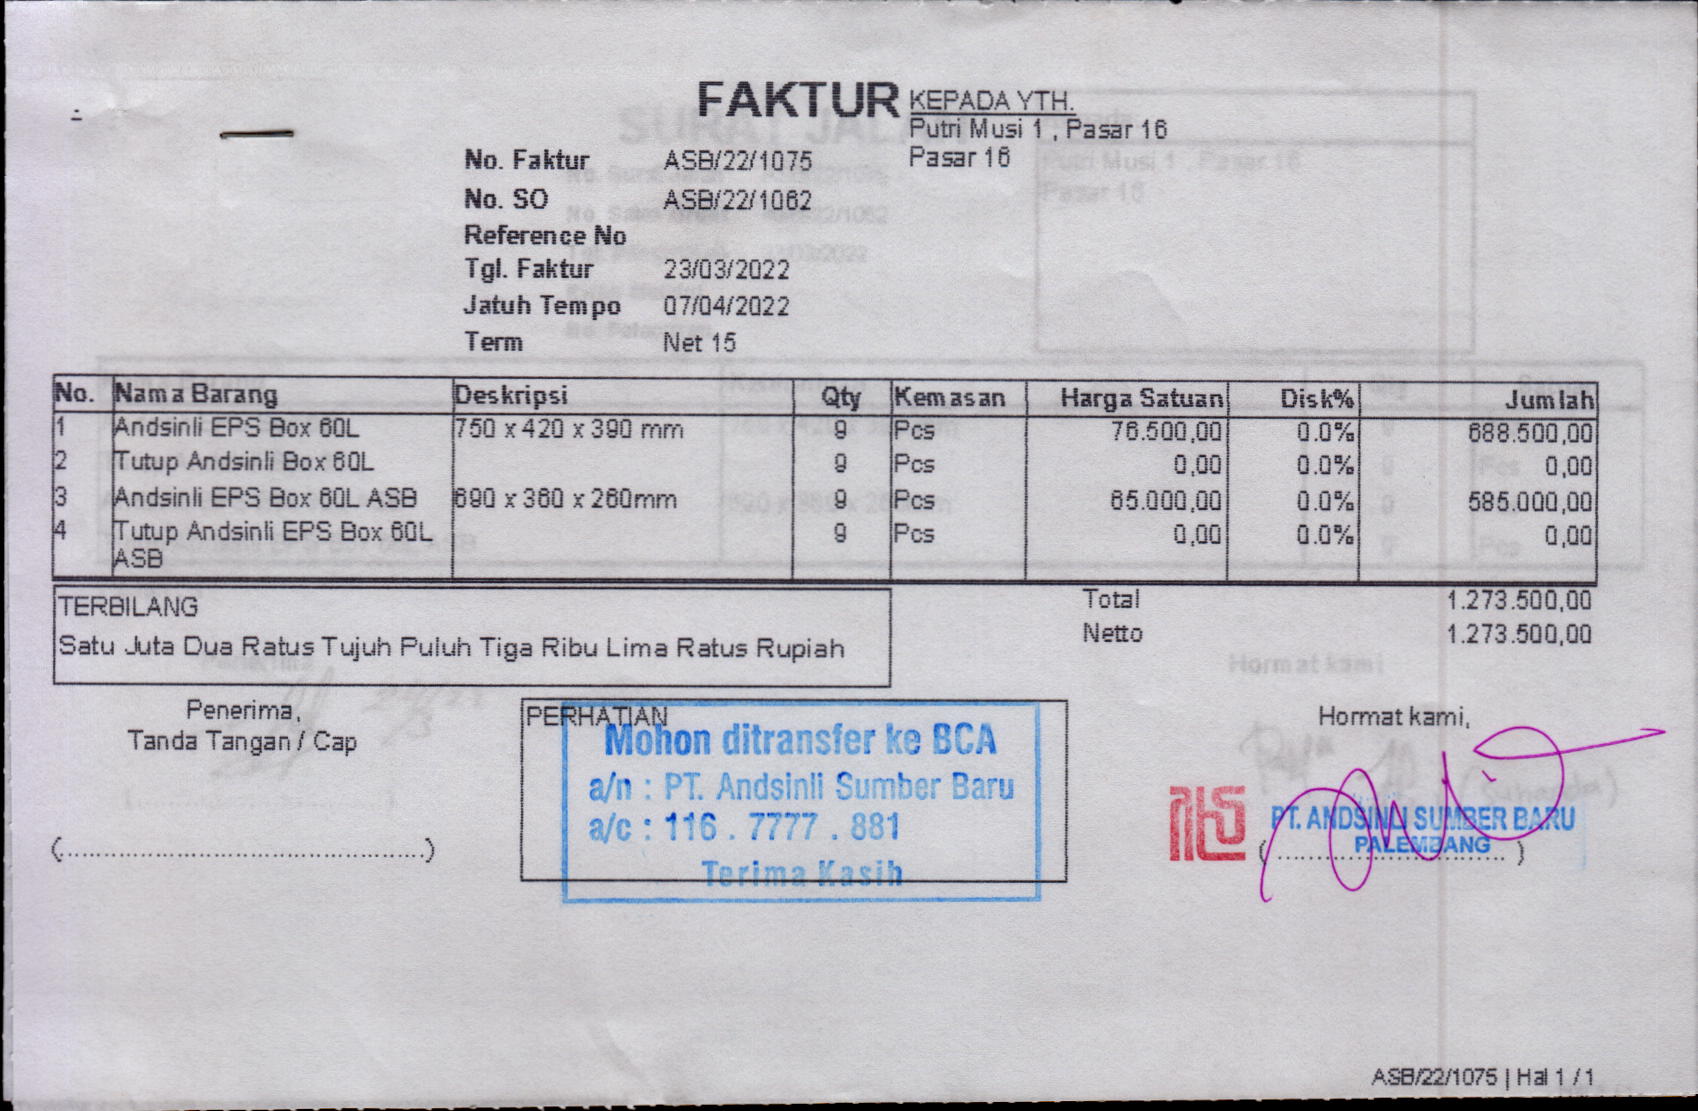 FAKTUR
KEPADA YTH.
Putri Musi 1 , Pasar 16
Pasar 16
No. Faktur ASB/22/1075
No. SO ASB/22/1062
Reference No
Tgl. Faktur 23/03/2022
Jatuh Tempo 07/04/2022
Term Net 15
No. Nama Barang Deskripsi Qty Kemasan Harga Satuan Disk% Jumlah
1 Andsinli EPS Box 60L 750 x 420 x 390 mm 9 Pcs 76.500,00 0.0% 688.500,00
2 Tutup Andsinli Box 60L 9 Pcs 0,00 0.0% 0,00
3 Andsinli EPS Box 60L ASB 690 x 360 x 260mm 9 Pcs 65.000,00 0.0% 585.000,00
4 Tutup Andsinli EPS Box 60L 9 Pcs 0,00 0.0% 0,00
ASB
TERBILANG
Satu Juta Dua Ratus Tujuh Puluh Tiga Ribu Lima Ratus Rupiah
Total 1.273.500,00
Netto 1.273.500,00
Penerima,
Tanda Tangan / Cap
(................................................)
PERHATIAN
Mohon ditransfer ke BCA
a/n : PT. Andsinli Sumber Baru
a/c : 116 . 7777 . 881
Terima Kasih
Hormat kami,
PT. ANDSINLI SUMBER BARU
PALEMBANG
( .............................. )
ASB/22/1075 | Hal 1 / 1